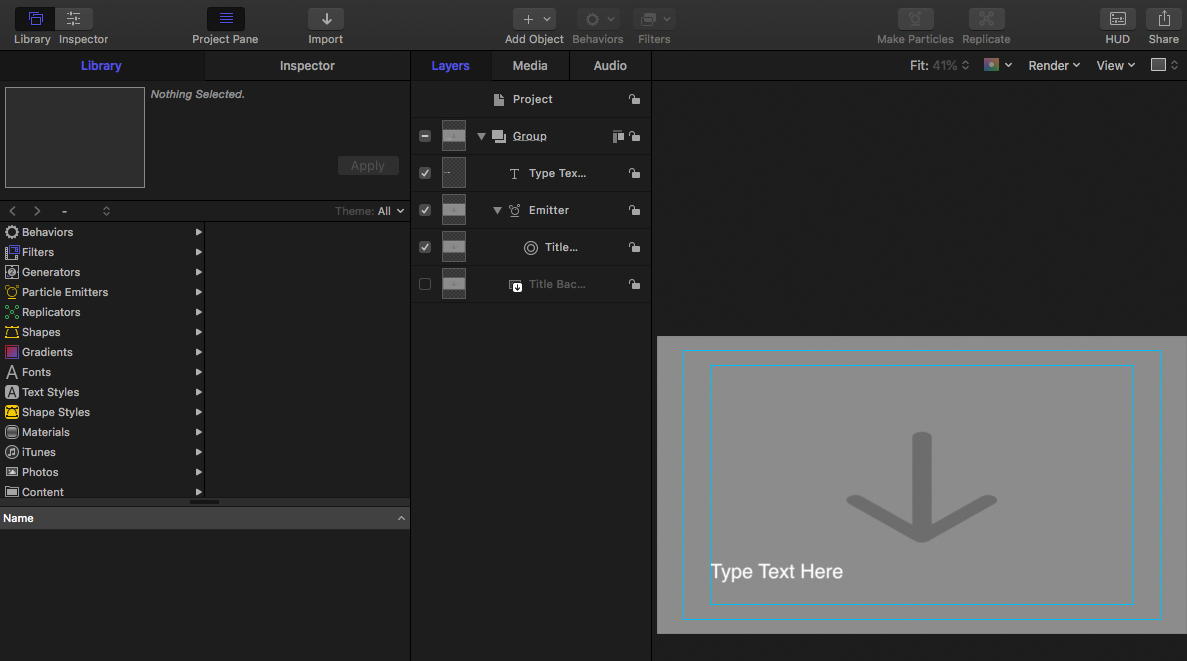 Library Inspector Project Pane Import Add Object Behaviors Filters Make Particles Replicate HUD Share
Library Inspector Layers Media Audio Fit: 41% Render View
Nothing Selected.
Apply
- Theme: All
Behaviors
Filters
Generators
Particle Emitters
Replicators
Shapes
Gradients
Fonts
Text Styles
Shape Styles
Materials
iTunes
Photos
Content
Name
Project
Group
Type Tex...
Emitter
Title...
Title Bac...
Type Text Here